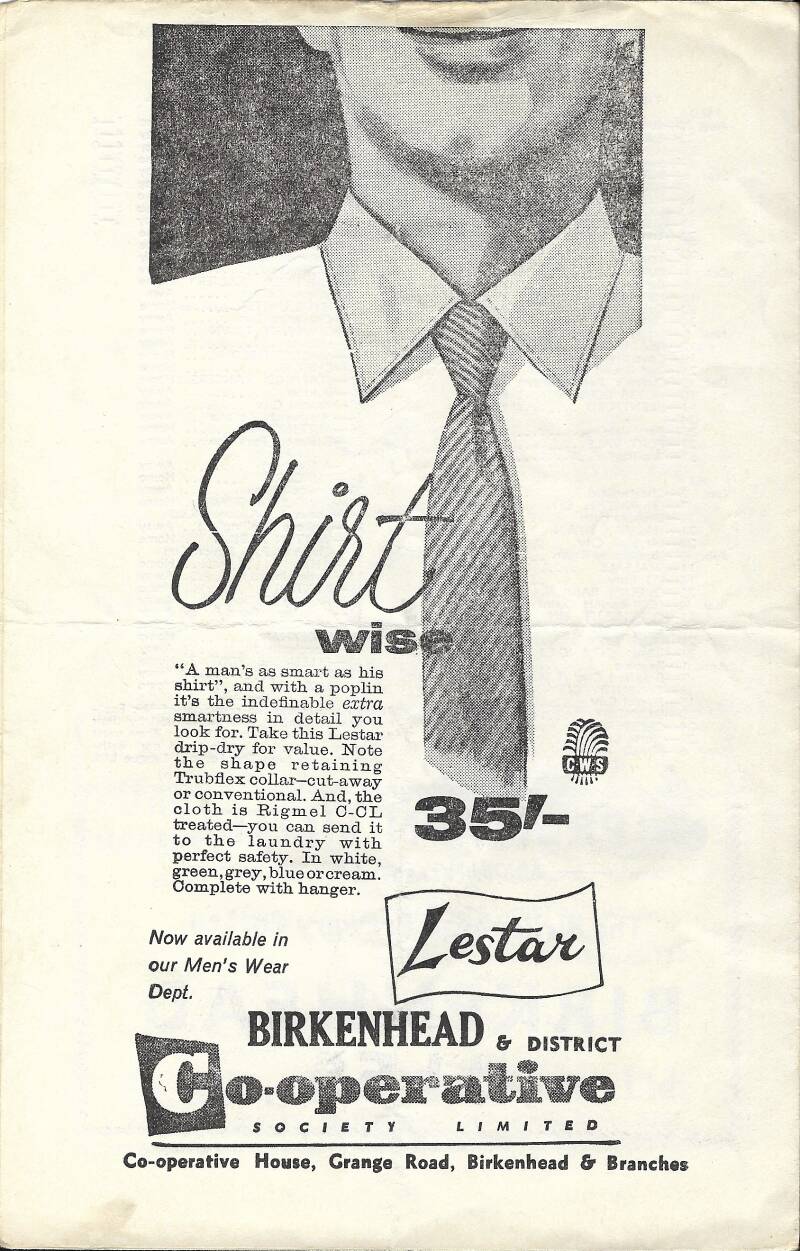 Shirt
wise
"A man's as smart as his
shirt", and with a poplin
it's the indefinable extra
smartness in detail you
look for. Take this Lestar
drip-dry for value. Note
the shape retaining
Trubflex collar—cut-away
or conventional. And, the
cloth is Rigmel C-CL
treated—you can send it
to the laundry with
perfect safety. In white,
green, grey, blue or cream.
Complete with hanger.
C·W·S
35/-
Lestar
Now available in
our Men's Wear
Dept.
BIRKENHEAD & DISTRICT
Co-operative
SOCIETY LIMITED
Co-operative House, Grange Road, Birkenhead & Branches